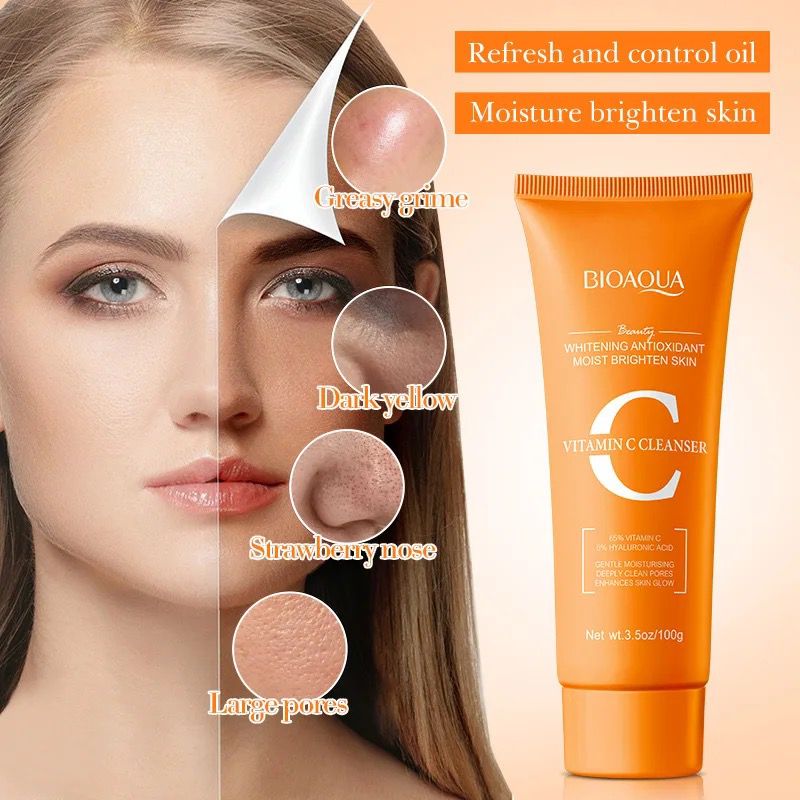 Refresh and control oil
Moisture brighten skin
Greasy grime
Dark yellow
Strawberry nose
Large pores
BIOAQUA
Beauty
WHITENING ANTIOXIDANT
MOIST BRIGHTEN SKIN
C
VITAMIN C CLEANSER
65% VITAMIN C
5% HYALURONIC ACID
GENTLE MOISTURISING
DEEPLY CLEAN PORES
ENHANCES SKIN GLOW
Net wt.3.5oz/100g